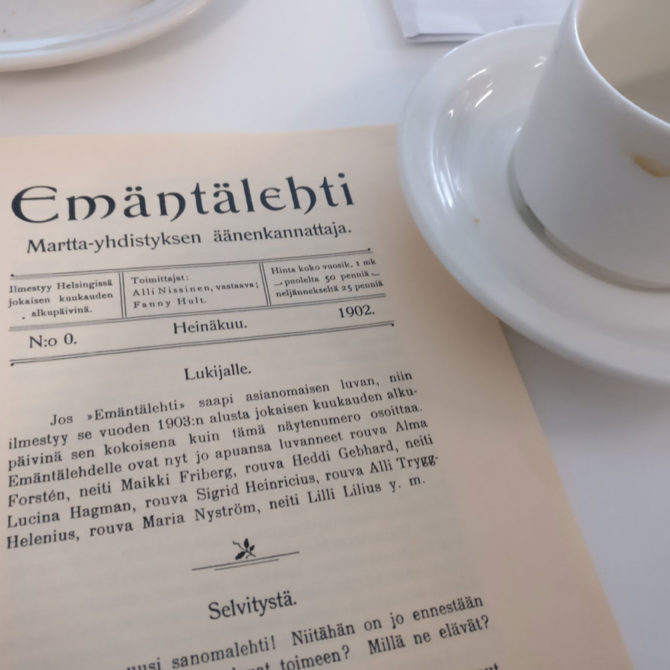 Emäntälehti
Martta-yhdistyksen äänenkannattaja.
Ilmestyy Helsingissä
jokaisen kuukauden
alkupäivinä.
Toimittajat:
Alli Nissinen, vastaava;
Fanny Hult.
Hinta koko vuosik. 1 mk
puolelta 50 penniä
neljännekseltä 25 penniä
N:o 0.
Heinäkuu.
1902.
Lukijalle.
Jos »Emäntälehti» saapi asianomaisen luvan, niin
ilmestyy se vuoden 1903:n alusta jokaisen kuukauden alku-
päivinä sen kokoisena kuin tämä näytenumero osoittaa.
Emäntälehdelle ovat nyt jo apuansa luvanneet rouva Alma
Forstén, neiti Maikki Friberg, rouva Heddi Gebhard, neiti
Lucina Hagman, rouva Sigrid Heinricius, rouva Alli Trygg-
Helenius, rouva Maria Nyström, neiti Lilli Lilius y. m.
Selvitystä.
uusi sanomalehti! Niitähän on jo ennestään
toimeen? Millä ne elävät?